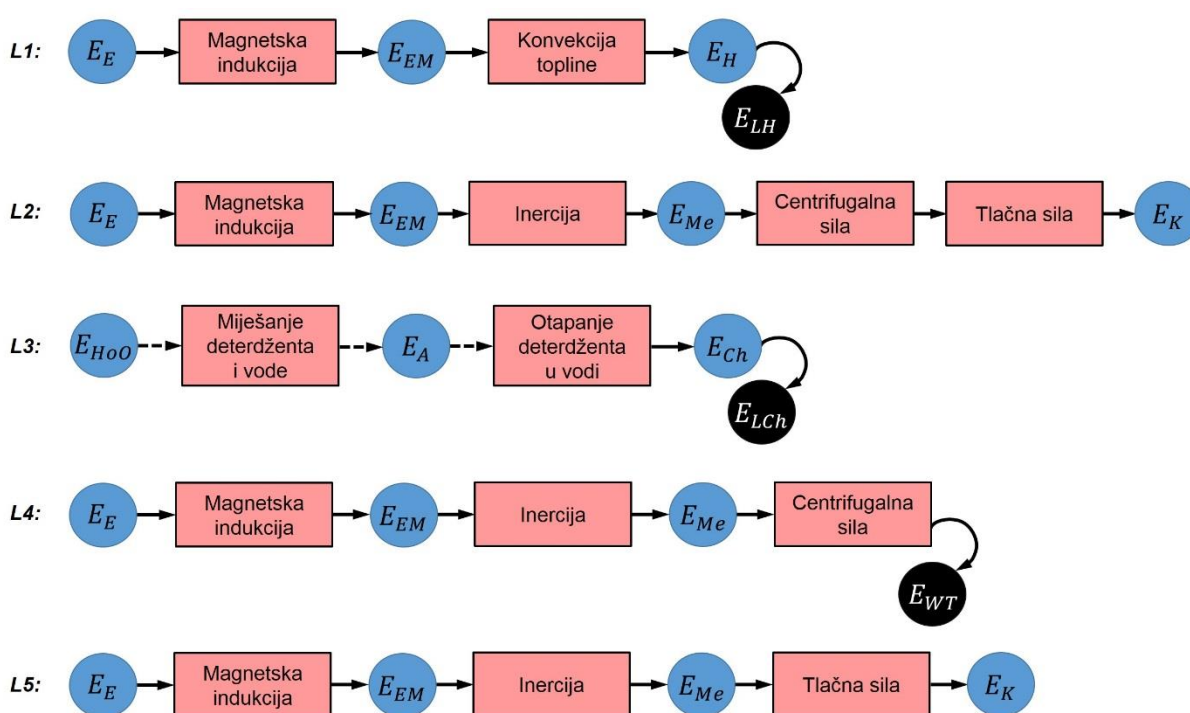 L1: E_E Magnetska indukcija E_EM Konvekcija topline E_H
E_LH
L2: E_E Magnetska indukcija E_EM Inercija E_Me Centrifugalna sila Tlačna sila E_K
L3: E_HoO Miješanje deterdženta i vode E_A Otapanje deterdženta u vodi E_Ch
E_LCh
L4: E_E Magnetska indukcija E_EM Inercija E_Me Centrifugalna sila
E_WT
L5: E_E Magnetska indukcija E_EM Inercija E_Me Tlačna sila E_K